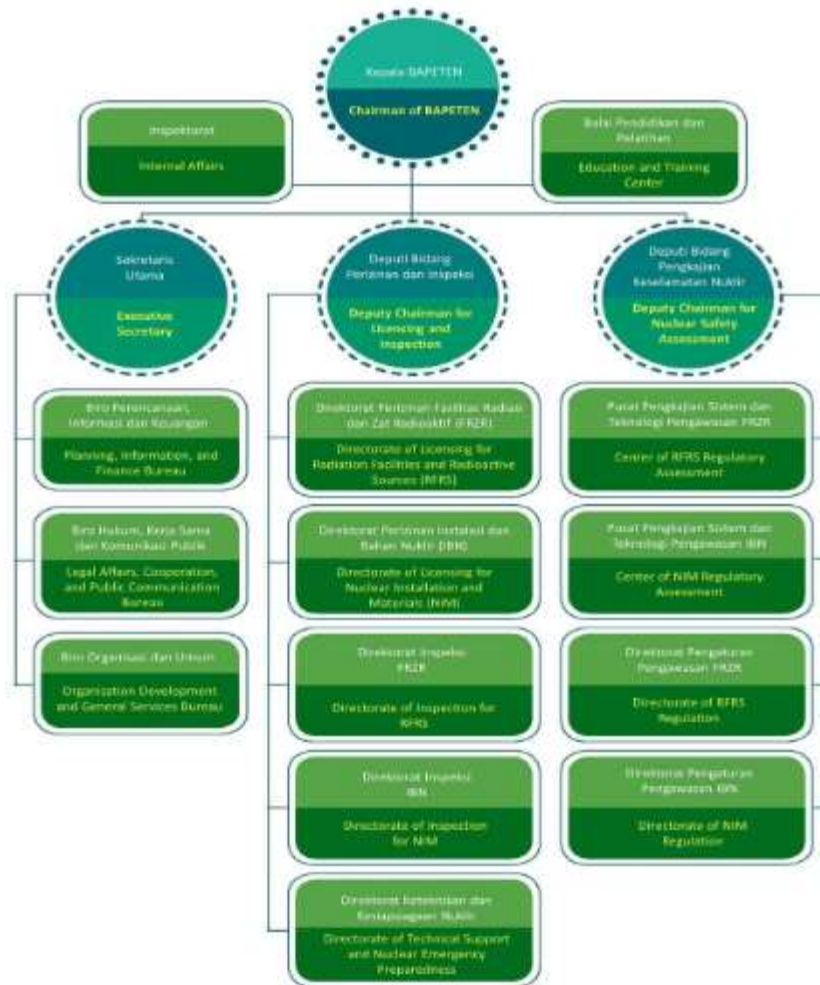 Kepala BAPETEN
Chairman of BAPETEN
Inspektorat
Internal Affairs
Balai Pendidikan dan
Pelatihan
Education and Training
Center
Sekretaris
Utama
Executive
Secretary
Deputi Bidang
Perizinan dan Inspeksi
Deputy Chairman for
Licencing and
Inspection
Deputi Bidang
Pengkajian
Keselamatan Nuklir
Deputy Chairman for
Nuclear Safety
Assessment
Biro Perencanaan,
Informasi dan Keuangan
Planning, Information, and
Finance Bureau
Biro Hukum, Kerja Sama
dan Komunikasi Publik
Legal Affairs, Cooperation,
and Public Communication
Bureau
Biro Organisasi dan Umum
Organization Development
and General Services Bureau
Direktorat Perizinan Fasilitas Radiasi
dan Zat Radioaktif (FRZR)
Directorate of Licensing for
Radiation Facilities and Radioactive
Sources (RFRS)
Direktorat Perizinan Instalasi dan
Bahan Nuklir (IBN)
Directorate of Licensing for
Nuclear Installation and
Materials (NIM)
Direktorat Inspeksi
FRZR
Directorate of Inspection for
RFRS
Direktorat Inspeksi
IBN
Directorate of Inspection
for NIM
Direktorat Keteknikan dan
Kesiapsiagaan Nuklir
Directorate of Technical Support
and Nuclear Emergency
Preparedness
Pusat Pengkajian Sistem dan
Teknologi Pengawasan FRZR
Center of RFRS Regulatory
Assessment
Pusat Pengkajian Sistem dan
Teknologi Pengawasan IBN
Center of NIM Regulatory
Assessment
Direktorat Pengaturan
Pengawasan FRZR
Directorate of RFRS
Regulation
Direktorat Pengaturan
Pengawasan IBN
Directorate of NIM
Regulation